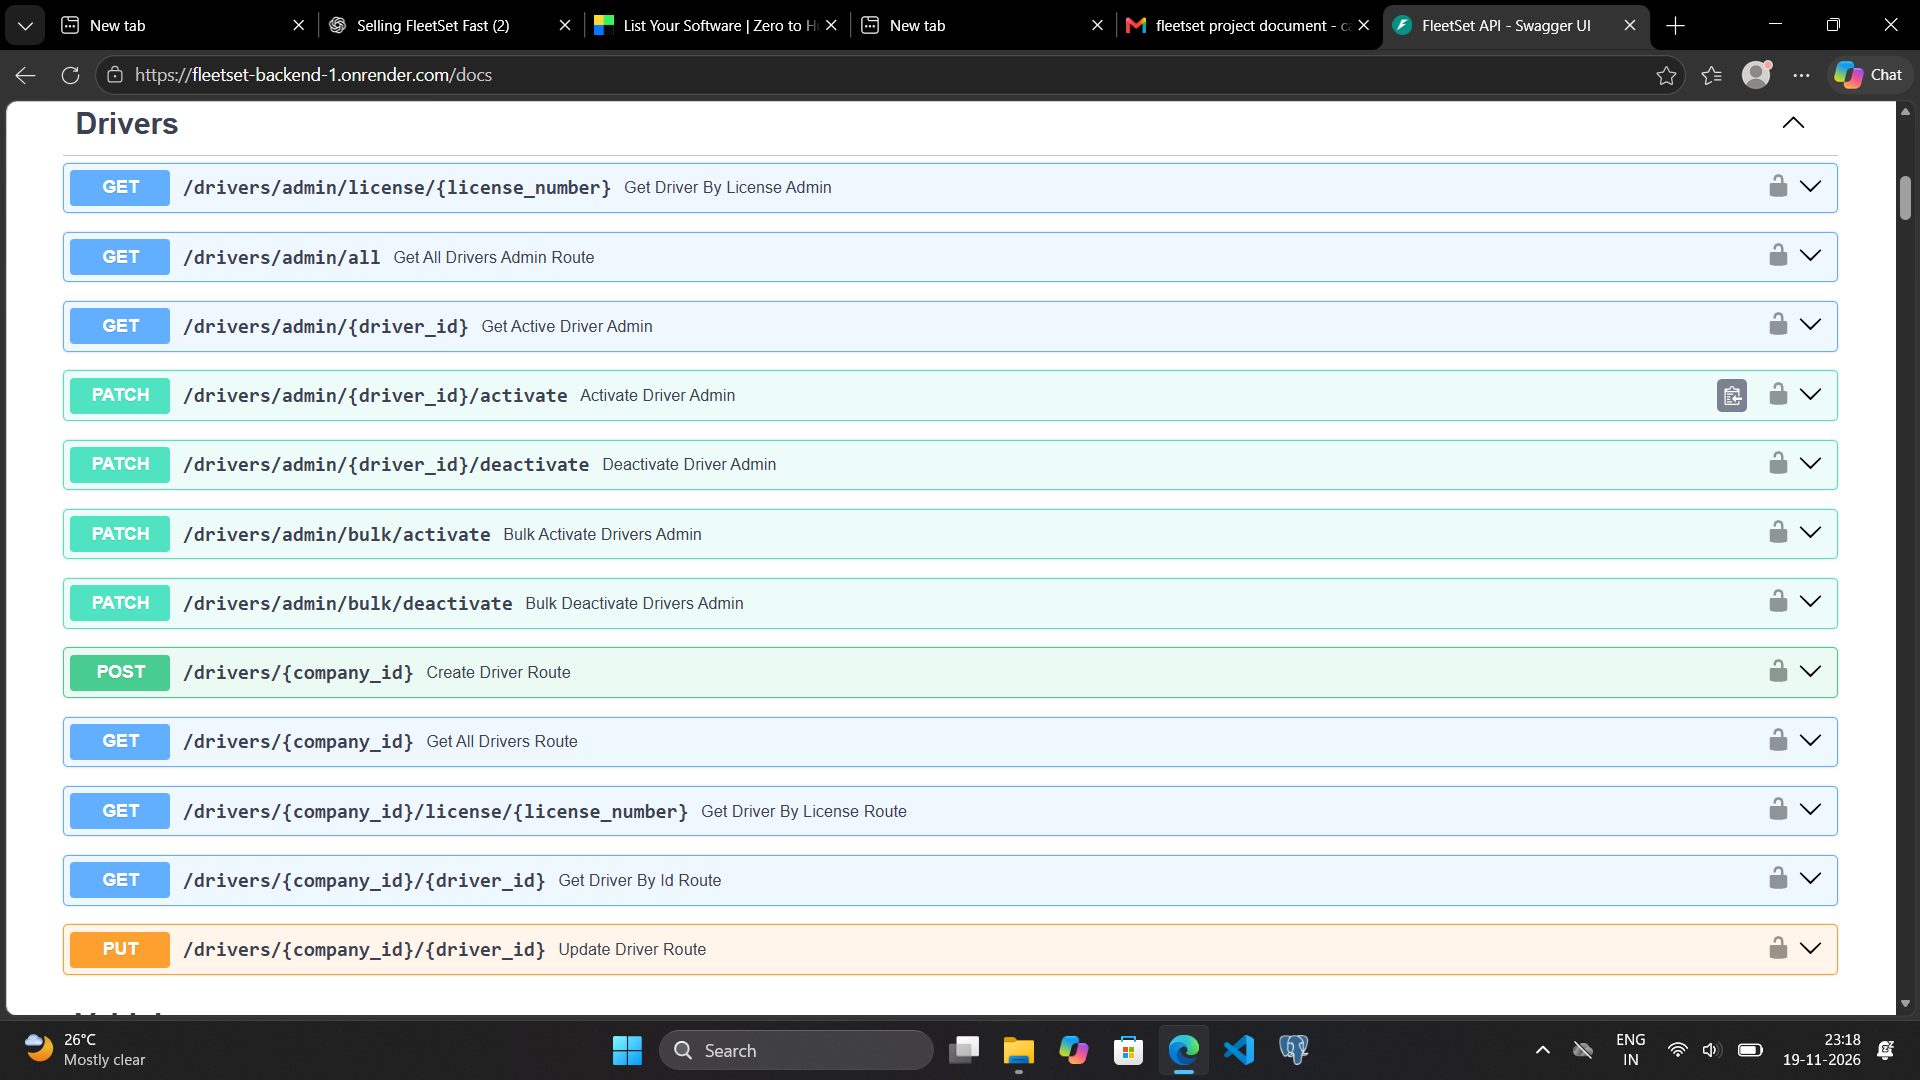 New tab
Selling FleetSet Fast (2)
List Your Software | Zero to H
New tab
fleetset project document - ca
FleetSet API - Swagger UI
https://fleetset-backend-1.onrender.com/docs
Chat
Drivers
GET /drivers/admin/license/{license_number} Get Driver By License Admin
GET /drivers/admin/all Get All Drivers Admin Route
GET /drivers/admin/{driver_id} Get Active Driver Admin
PATCH /drivers/admin/{driver_id}/activate Activate Driver Admin
PATCH /drivers/admin/{driver_id}/deactivate Deactivate Driver Admin
PATCH /drivers/admin/bulk/activate Bulk Activate Drivers Admin
PATCH /drivers/admin/bulk/deactivate Bulk Deactivate Drivers Admin
POST /drivers/{company_id} Create Driver Route
GET /drivers/{company_id} Get All Drivers Route
GET /drivers/{company_id}/license/{license_number} Get Driver By License Route
GET /drivers/{company_id}/{driver_id} Get Driver By Id Route
PUT /drivers/{company_id}/{driver_id} Update Driver Route
26°C
Mostly clear
Search
ENG
IN
23:18
19-11-2026